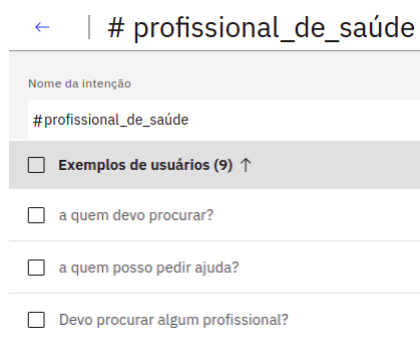 ← | # profissional_de_saúde
Nome da intenção
#profissional_de_saúde
Exemplos de usuários (9) ↑
a quem devo procurar?
a quem posso pedir ajuda?
Devo procurar algum profissional?